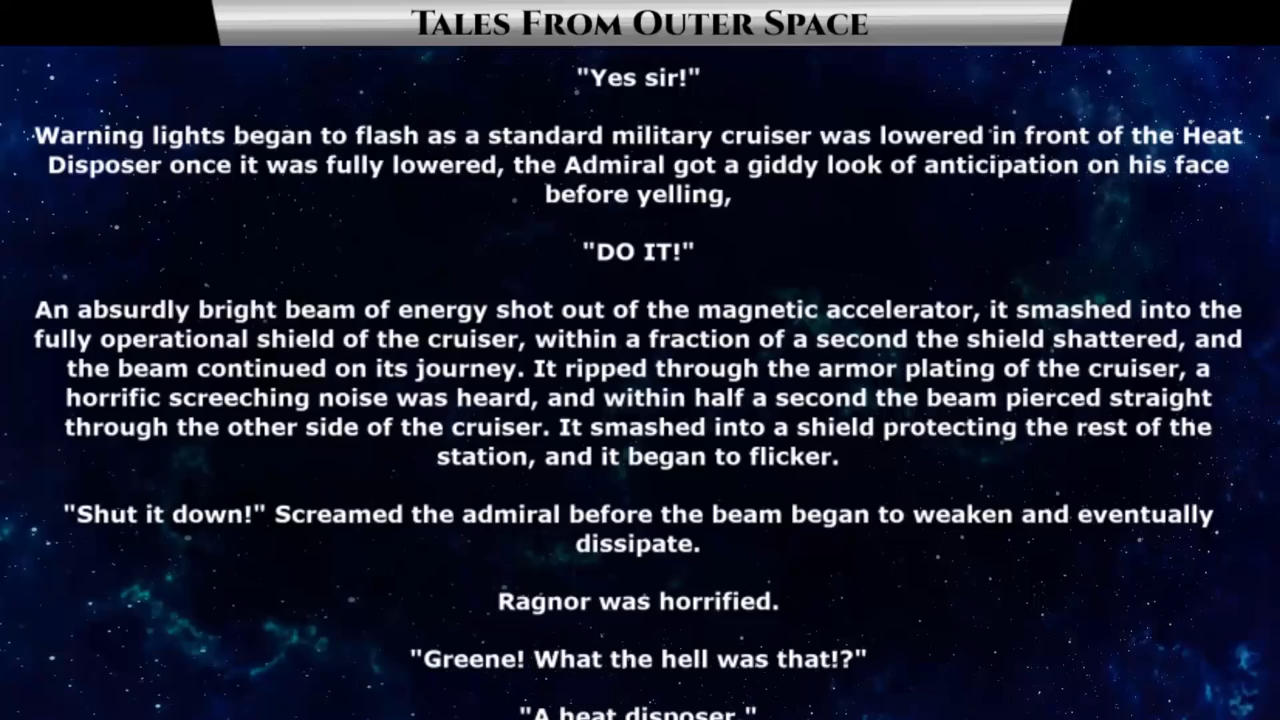 Tales From Outer Space
"Yes sir!"
Warning lights began to flash as a standard military cruiser was lowered in front of the Heat
Disposer once it was fully lowered, the Admiral got a giddy look of anticipation on his face
before yelling,
"DO IT!"
An absurdly bright beam of energy shot out of the magnetic accelerator, it smashed into the
fully operational shield of the cruiser, within a fraction of a second the shield shattered, and
the beam continued on its journey. It ripped through the armor plating of the cruiser, a
horrific screeching noise was heard, and within half a second the beam pierced straight
through the other side of the cruiser. It smashed into a shield protecting the rest of the
station, and it began to flicker.
"Shut it down!" Screamed the admiral before the beam began to weaken and eventually
dissipate.
Ragnor was horrified.
"Greene! What the hell was that!?"
"A heat disposer."